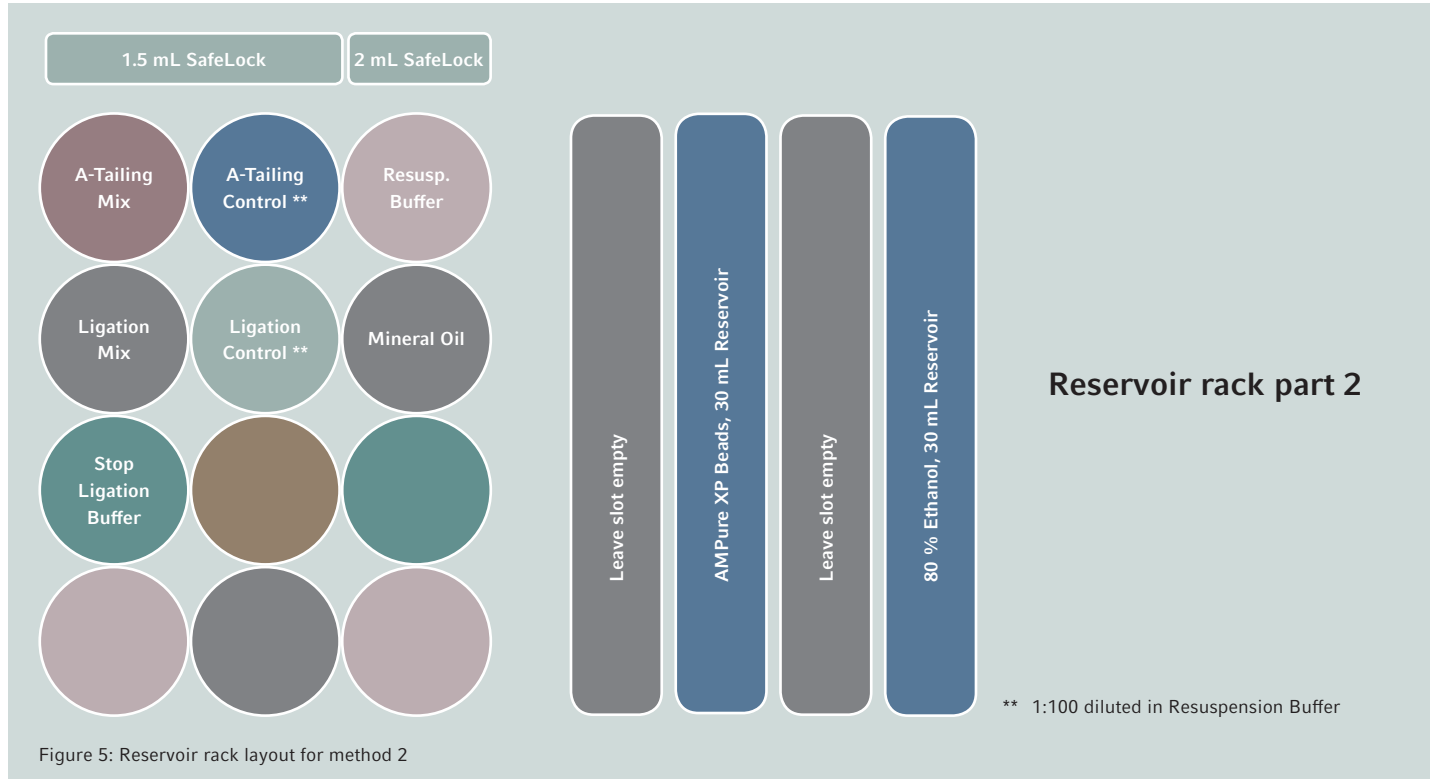 1.5 mL SafeLock
2 mL SafeLock
A-Tailing
Mix
A-Tailing
Control **
Resusp.
Buffer
Ligation
Mix
Ligation
Control **
Mineral Oil
Stop
Ligation
Buffer
Leave slot empty
AMPure XP Beads, 30 mL Reservoir
Leave slot empty
80 % Ethanol, 30 mL Reservoir
Reservoir rack part 2
** 1:100 diluted in Resuspension Buffer
Figure 5: Reservoir rack layout for method 2